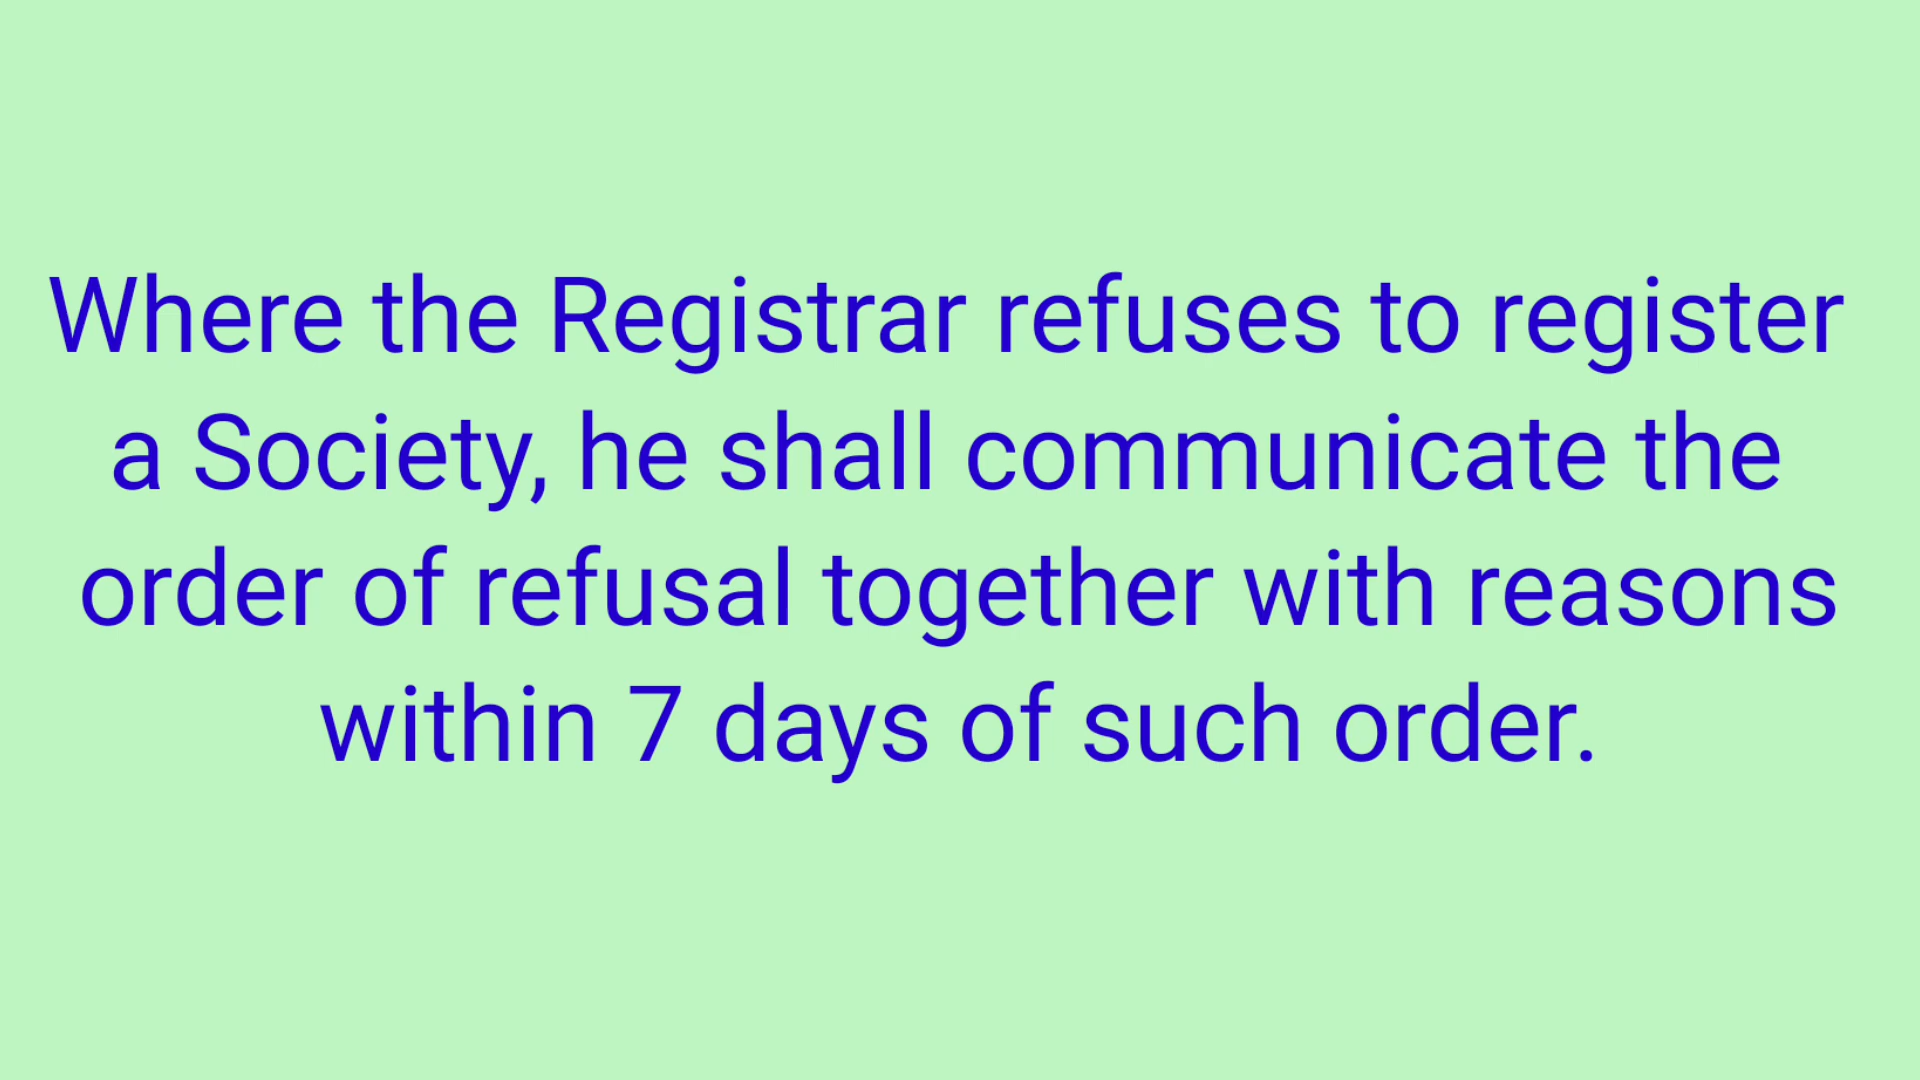 Where the Registrar refuses to register
a Society, he shall communicate the
order of refusal together with reasons
within 7 days of such order.